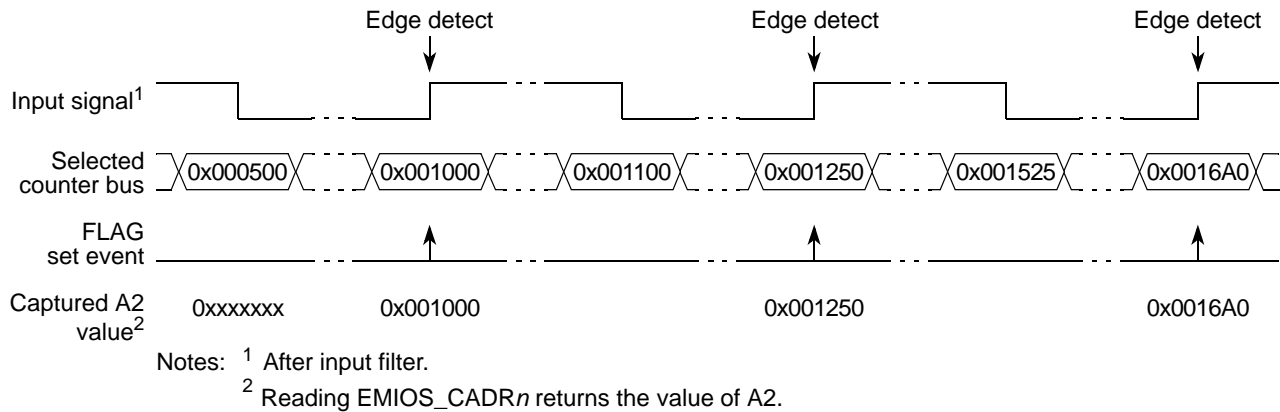 Edge detect Edge detect Edge detect
Input signal1
Selected
counter bus
0x000500 0x001000 0x001100 0x001250 0x001525 0x0016A0
FLAG
set event
Captured A2
value2
0xxxxxxx 0x001000 0x001250 0x0016A0
Notes: 1 After input filter.
2 Reading EMIOS_CADRn returns the value of A2.